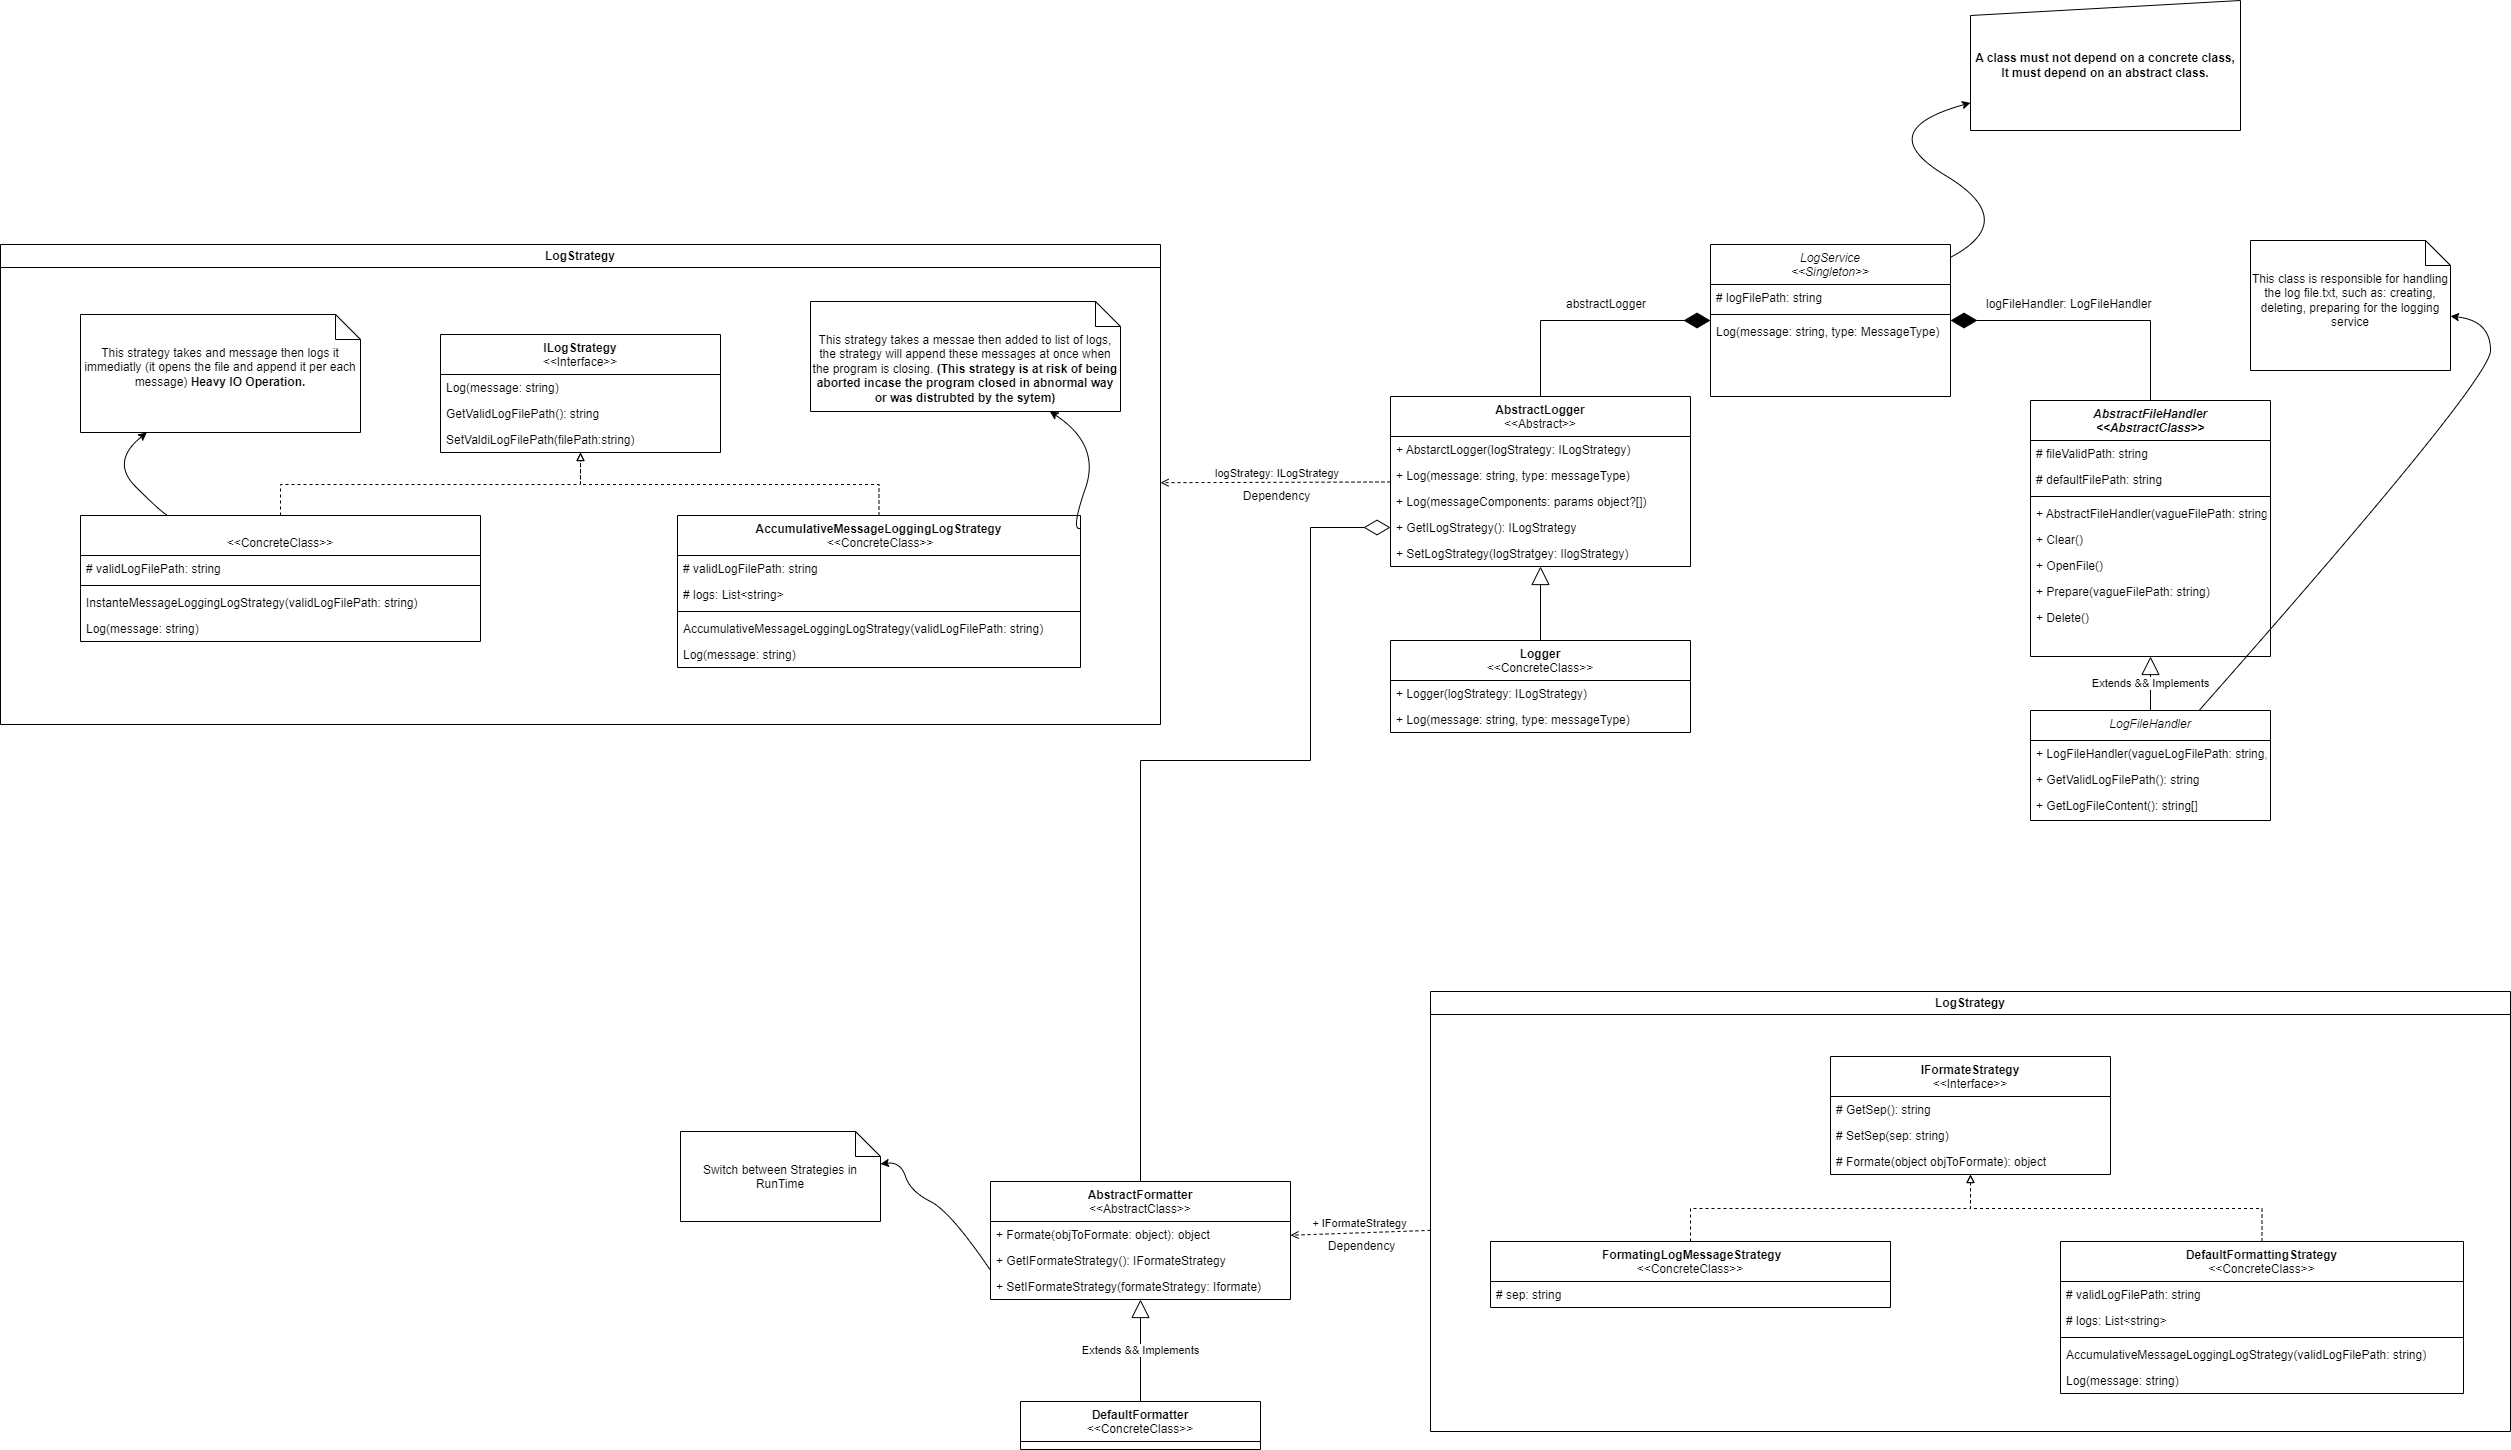 A class must not depend on a concrete class,
It must depend on an abstract class.
LogStrategy
This strategy takes and message then logs it
immediatly (it opens the file and append it per each
message) Heavy IO Operation.
ILogStrategy
<<Interface>>
Log(message: string)
GetValidLogFilePath(): string
SetValdiLogFilePath(filePath:string)
This strategy takes a messae then added to list of logs,
the strategy will append these messages at once when
the program is closing. (This strategy is at risk of being
aborted incase the program closed in abnormal way
or was distrubted by the sytem)
<<ConcreteClass>>
# validLogFilePath: string
InstanteMessageLoggingLogStrategy(validLogFilePath: string)
Log(message: string)
AccumulativeMessageLoggingLogStrategy
<<ConcreteClass>>
# validLogFilePath: string
# logs: List<string>
AccumulativeMessageLoggingLogStrategy(validLogFilePath: string)
Log(message: string)
logStrategy: ILogStrategy
Dependency
abstractLogger
LogService
<<Singleton>>
# logFilePath: string
Log(message: string, type: MessageType)
logFileHandler: LogFileHandler
This class is responsible for handling
the log file.txt, such as: creating,
deleting, preparing for the logging
service
AbstractLogger
<<Abstract>>
+ AbstarctLogger(logStrategy: ILogStrategy)
+ Log(message: string, type: messageType)
+ Log(messageComponents: params object?[])
+ GetILogStrategy(): ILogStrategy
+ SetLogStrategy(logStratgey: IlogStrategy)
Logger
<<ConcreteClass>>
+ Logger(logStrategy: ILogStrategy)
+ Log(message: string, type: messageType)
AbstractFileHandler
<<AbstractClass>>
# fileValidPath: string
# defaultFilePath: string
+ AbstractFileHandler(vagueFilePath: string
+ Clear()
+ OpenFile()
+ Prepare(vagueFilePath: string)
+ Delete()
Extends && Implements
LogFileHandler
+ LogFileHandler(vagueLogFilePath: string,
+ GetValidLogFilePath(): string
+ GetLogFileContent(): string[]
LogStrategy
IFormateStrategy
<<Interface>>
# GetSep(): string
# SetSep(sep: string)
# Formate(object objToFormate): object
FormatingLogMessageStrategy
<<ConcreteClass>>
# sep: string
DefaultFormattingStrategy
<<ConcreteClass>>
# validLogFilePath: string
# logs: List<string>
AccumulativeMessageLoggingLogStrategy(validLogFilePath: string)
Log(message: string)
Switch between Strategies in
RunTime
AbstractFormatter
<<AbstractClass>>
+ Formate(objToFormate: object): object
+ GetIFormateStrategy(): IFormateStrategy
+ SetIFormateStrategy(formateStrategy: Iformate)
+ IFormateStrategy
Dependency
Extends && Implements
DefaultFormatter
<<ConcreteClass>>